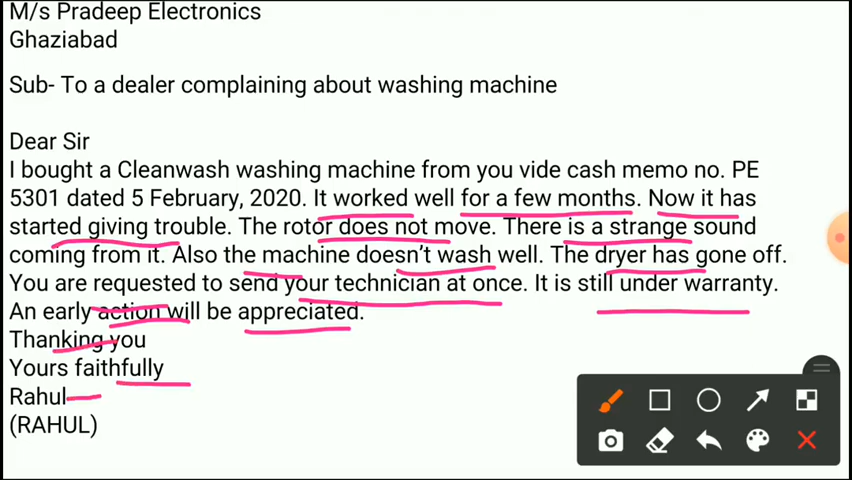 M/s Pradeep Electronics
Ghaziabad
Sub- To a dealer complaining about washing machine
Dear Sir
I bought a Cleanwash washing machine from you vide cash memo no. PE
5301 dated 5 February, 2020. It worked well for a few months. Now it has
started giving trouble. The rotor does not move. There is a strange sound
coming from it. Also the machine doesn't wash well. The dryer has gone off.
You are requested to send your technician at once. It is still under warranty.
An early action will be appreciated.
Thanking you
Yours faithfully
Rahul
(RAHUL)